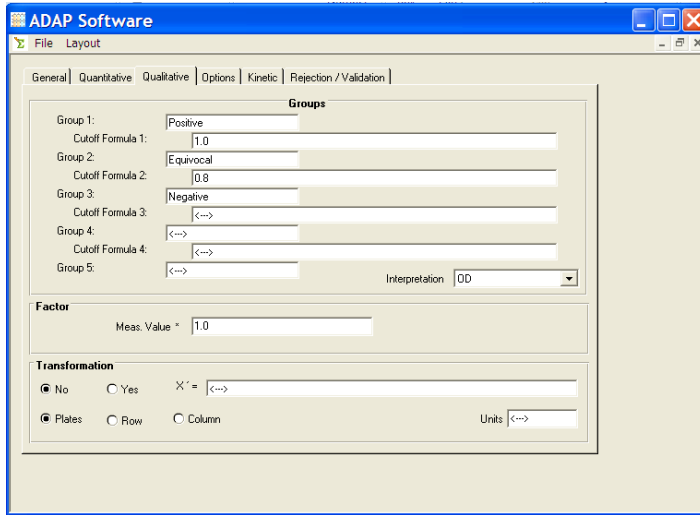 ADAP Software
File Layout
General Quantitative Qualitative Options Kinetic Rejection / Validation
Groups
Group 1: Positive
Cutoff Formula 1: 1.0
Group 2: Equivocal
Cutoff Formula 2: 0.8
Group 3: Negative
Cutoff Formula 3: <--->
Group 4: <--->
Cutoff Formula 4: <--->
Group 5: <--->
Interpretation OD
Factor
Meas. Value * 1.0
Transformation
No Yes X´= <--->
Plates Row Column Units <--->